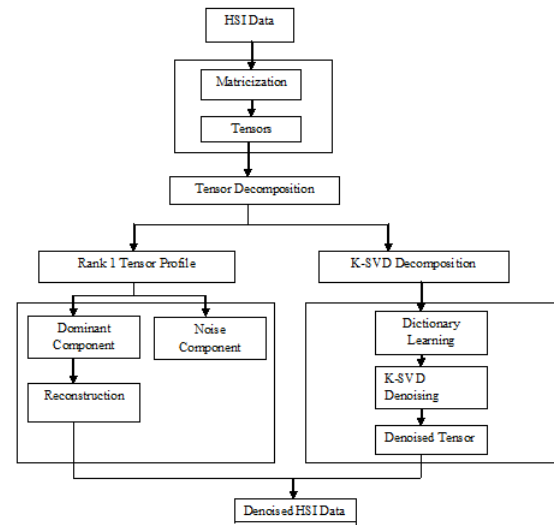 HSI Data
Matricization
Tensors
Tensor Decomposition
Rank 1 Tensor Profile
K-SVD Decomposition
Dominant
Component
Noise
Component
Reconstruction
Dictionary
Learning
K-SVD
Denoising
Denoised Tensor
Denoised HSI Data